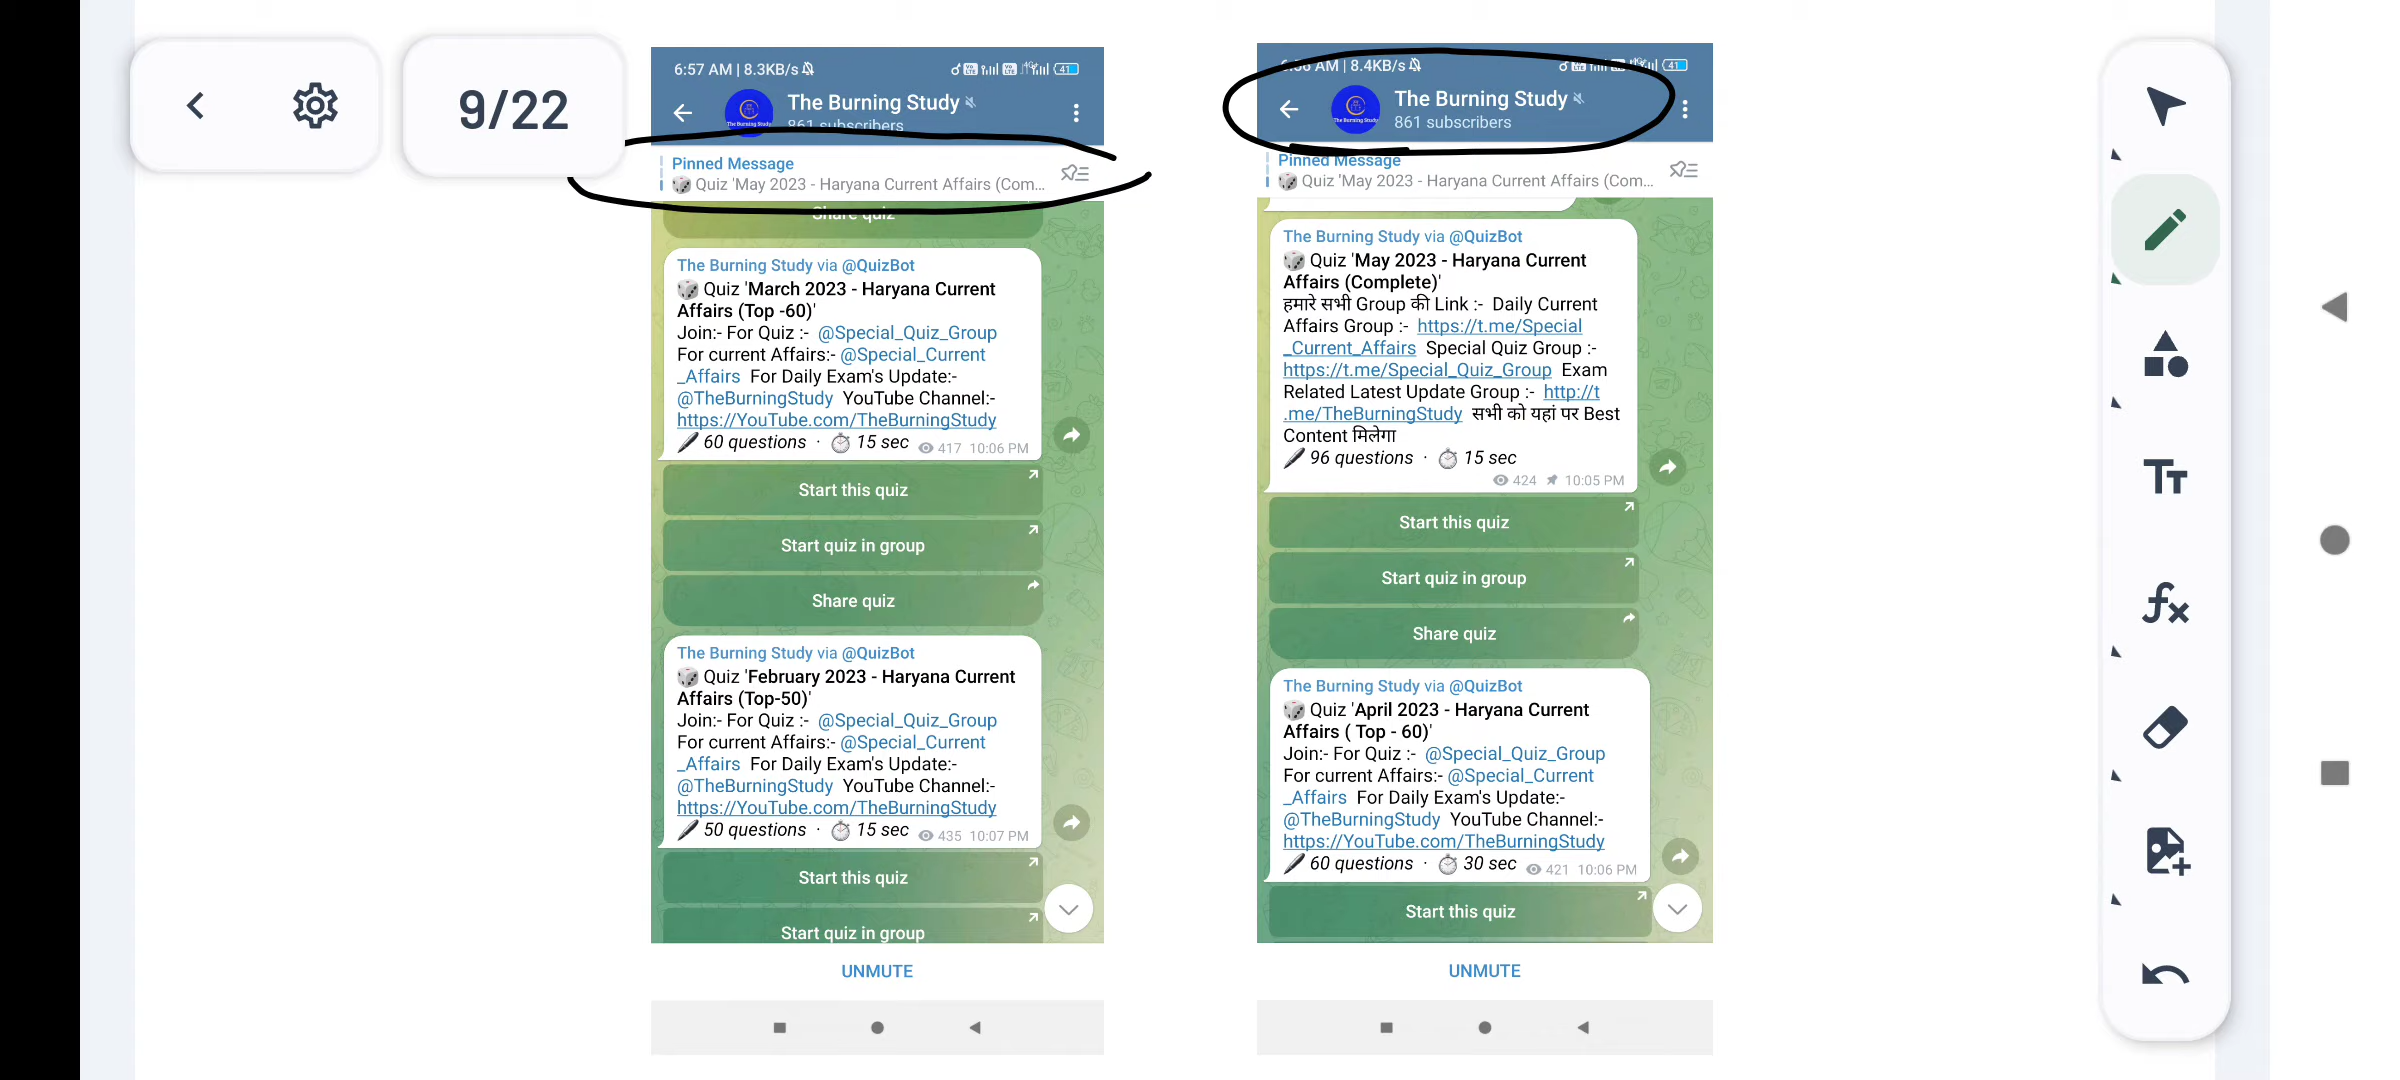 9/22
6:57 AM | 8.3KB/s
41
The Burning Study
861 subscribers
Pinned Message
Quiz 'May 2023 - Haryana Current Affairs (Com...
Share quiz
The Burning Study via @QuizBot
Quiz 'March 2023 - Haryana Current
Affairs (Top -60)'
Join:- For Quiz :- @Special_Quiz_Group
For current Affairs:- @Special_Current
_Affairs For Daily Exam's Update:-
@TheBurningStudy YouTube Channel:-
https://YouTube.com/TheBurningStudy
60 questions · 15 sec 417 10:06 PM
Start this quiz
Start quiz in group
Share quiz
The Burning Study via @QuizBot
Quiz 'February 2023 - Haryana Current
Affairs (Top-50)'
Join:- For Quiz :- @Special_Quiz_Group
For current Affairs:- @Special_Current
_Affairs For Daily Exam's Update:-
@TheBurningStudy YouTube Channel:-
https://YouTube.com/TheBurningStudy
50 questions · 15 sec 435 10:07 PM
Start this quiz
Start quiz in group
UNMUTE
AM | 8.4KB/s
41
The Burning Study
861 subscribers
Pinned Message
Quiz 'May 2023 - Haryana Current Affairs (Com...
The Burning Study via @QuizBot
Quiz 'May 2023 - Haryana Current
Affairs (Complete)'
हमारे सभी Group की Link :- Daily Current
Affairs Group :- https://t.me/Special
_Current_Affairs Special Quiz Group :-
https://t.me/Special_Quiz_Group Exam
Related Latest Update Group :- http://t
.me/TheBurningStudy सभी को यहां पर Best
Content मिलेगा
96 questions · 15 sec
424 10:05 PM
Start this quiz
Start quiz in group
Share quiz
The Burning Study via @QuizBot
Quiz 'April 2023 - Haryana Current
Affairs ( Top - 60)'
Join:- For Quiz :- @Special_Quiz_Group
For current Affairs:- @Special_Current
_Affairs For Daily Exam's Update:-
@TheBurningStudy YouTube Channel:-
https://YouTube.com/TheBurningStudy
60 questions · 30 sec 421 10:06 PM
Start this quiz
UNMUTE